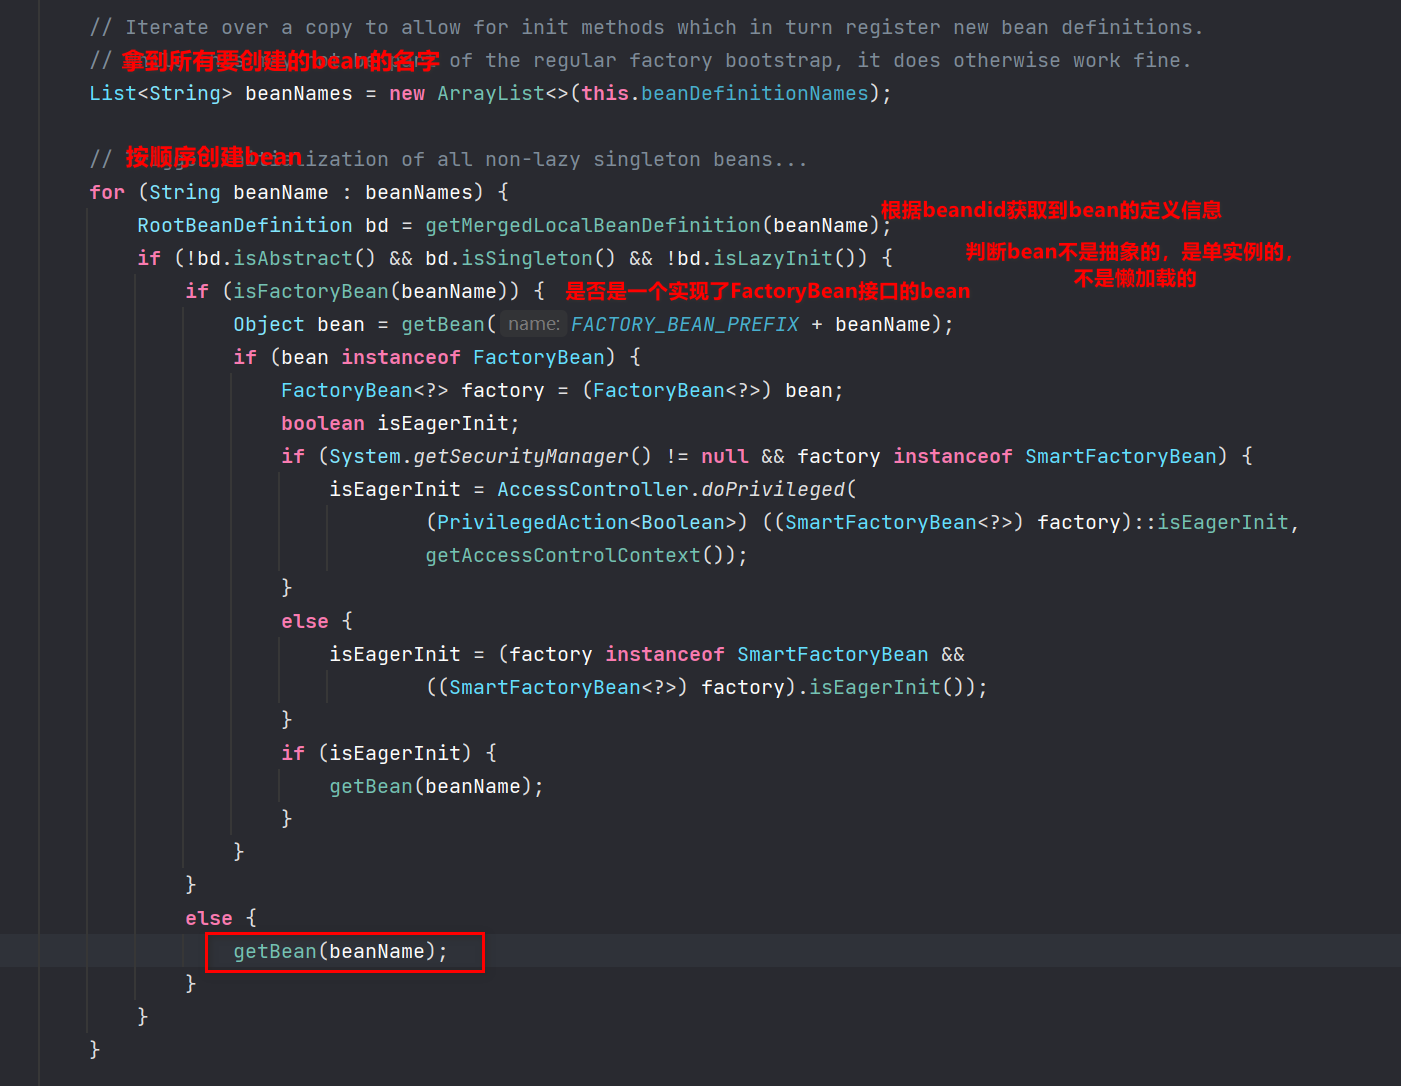 // Iterate over a copy to allow for init methods which in turn register new bean definitions.
// 拿到所有要创建的bean的名字 of the regular factory bootstrap, it does otherwise work fine.
List<String> beanNames = new ArrayList<>(this.beanDefinitionNames);
// 按顺序创建bean of all non-lazy singleton beans...
for (String beanName : beanNames) {
RootBeanDefinition bd = getMergedLocalBeanDefinition(beanName); 根据beandid获取到bean的定义信息
if (!bd.isAbstract() && bd.isSingleton() && !bd.isLazyInit()) { 判断bean不是抽象的，是单实例的，
不是懒加载的
if (isFactoryBean(beanName)) { 是否是一个实现了FactoryBean接口的bean
Object bean = getBean( name: FACTORY_BEAN_PREFIX + beanName);
if (bean instanceof FactoryBean) {
FactoryBean<?> factory = (FactoryBean<?>) bean;
boolean isEagerInit;
if (System.getSecurityManager() != null && factory instanceof SmartFactoryBean) {
isEagerInit = AccessController.doPrivileged(
(PrivilegedAction<Boolean>) ((SmartFactoryBean<?>) factory)::isEagerInit,
getAccessControlContext());
}
else {
isEagerInit = (factory instanceof SmartFactoryBean &&
((SmartFactoryBean<?>) factory).isEagerInit());
}
if (isEagerInit) {
getBean(beanName);
}
}
}
else {
getBean(beanName);
}
}
}